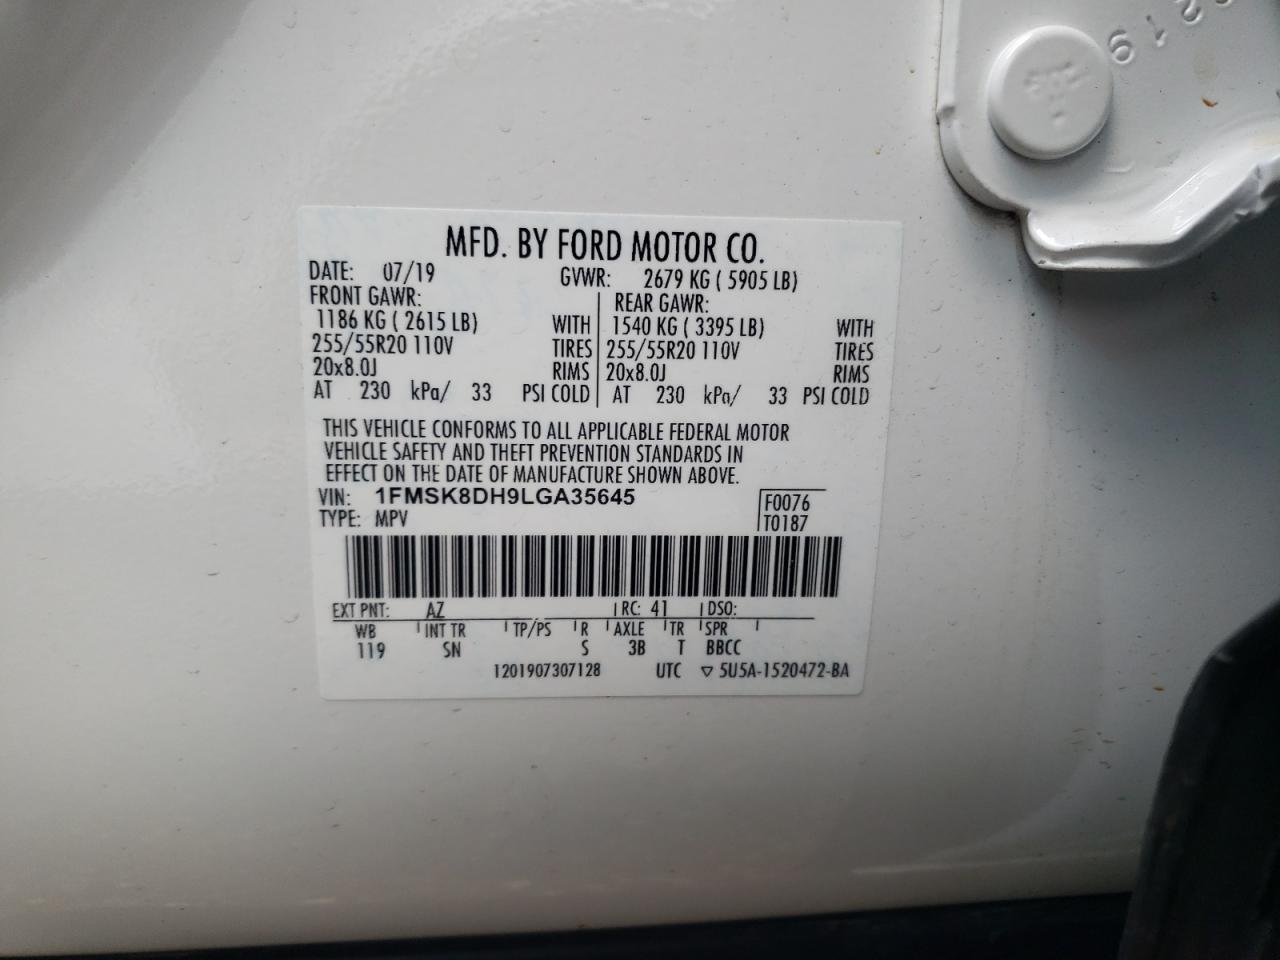 6129
MFD. BY FORD MOTOR CO.
DATE: 07/19 GVWR: 2679 KG ( 5905 LB)
FRONT GAWR: REAR GAWR:
1186 KG ( 2615 LB) WITH 1540 KG ( 3395 LB) WITH
255/55R20 110V TIRES 255/55R20 110V TIRES
20x8.0J RIMS 20x8.0J RIMS
AT 230 kPa/ 33 PSI COLD AT 230 kPa/ 33 PSI COLD
THIS VEHICLE CONFORMS TO ALL APPLICABLE FEDERAL MOTOR
VEHICLE SAFETY AND THEFT PREVENTION STANDARDS IN
EFFECT ON THE DATE OF MANUFACTURE SHOWN ABOVE.
VIN: 1FMSK8DH9LGA35645 F0076
TYPE: MPV T0187
EXT PNT: AZ RC: 41 DSO:
WB INT TR TP/PS R AXLE TR SPR
119 SN S 3B T BBCC
1201907307128 UTC ▽ 5U5A-1520472-BA